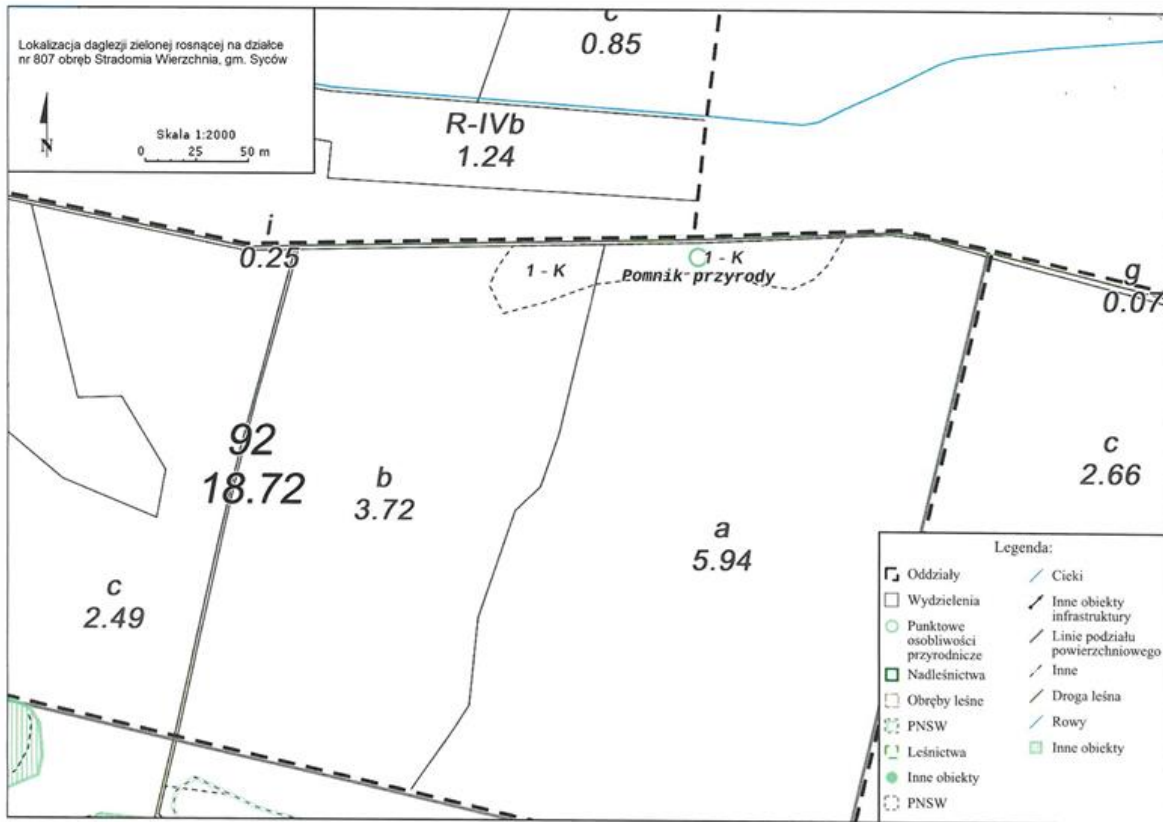 Lokalizacja daglezji zielonej rosnącej na działce
nr 807 obręb Stradomia Wierzchnia, gm. Syców
N
Skala 1:2000
0 25 50 m
c
0.85
R-IVb
1.24
i
0.25
1 - K
1 - K
Pomnik przyrody
g
0.07
92
18.72
b
3.72
a
5.94
c
2.66
c
2.49
Legenda:
Oddziały
Wydzielenia
Punktowe
osobliwości
przyrodnicze
Nadleśnictwa
Obręby leśne
PNSW
Leśnictwa
Inne obiekty
PNSW
Cieki
Inne obiekty
infrastruktury
Linie podziału
powierzchniowego
Inne
Droga leśna
Rowy
Inne obiekty